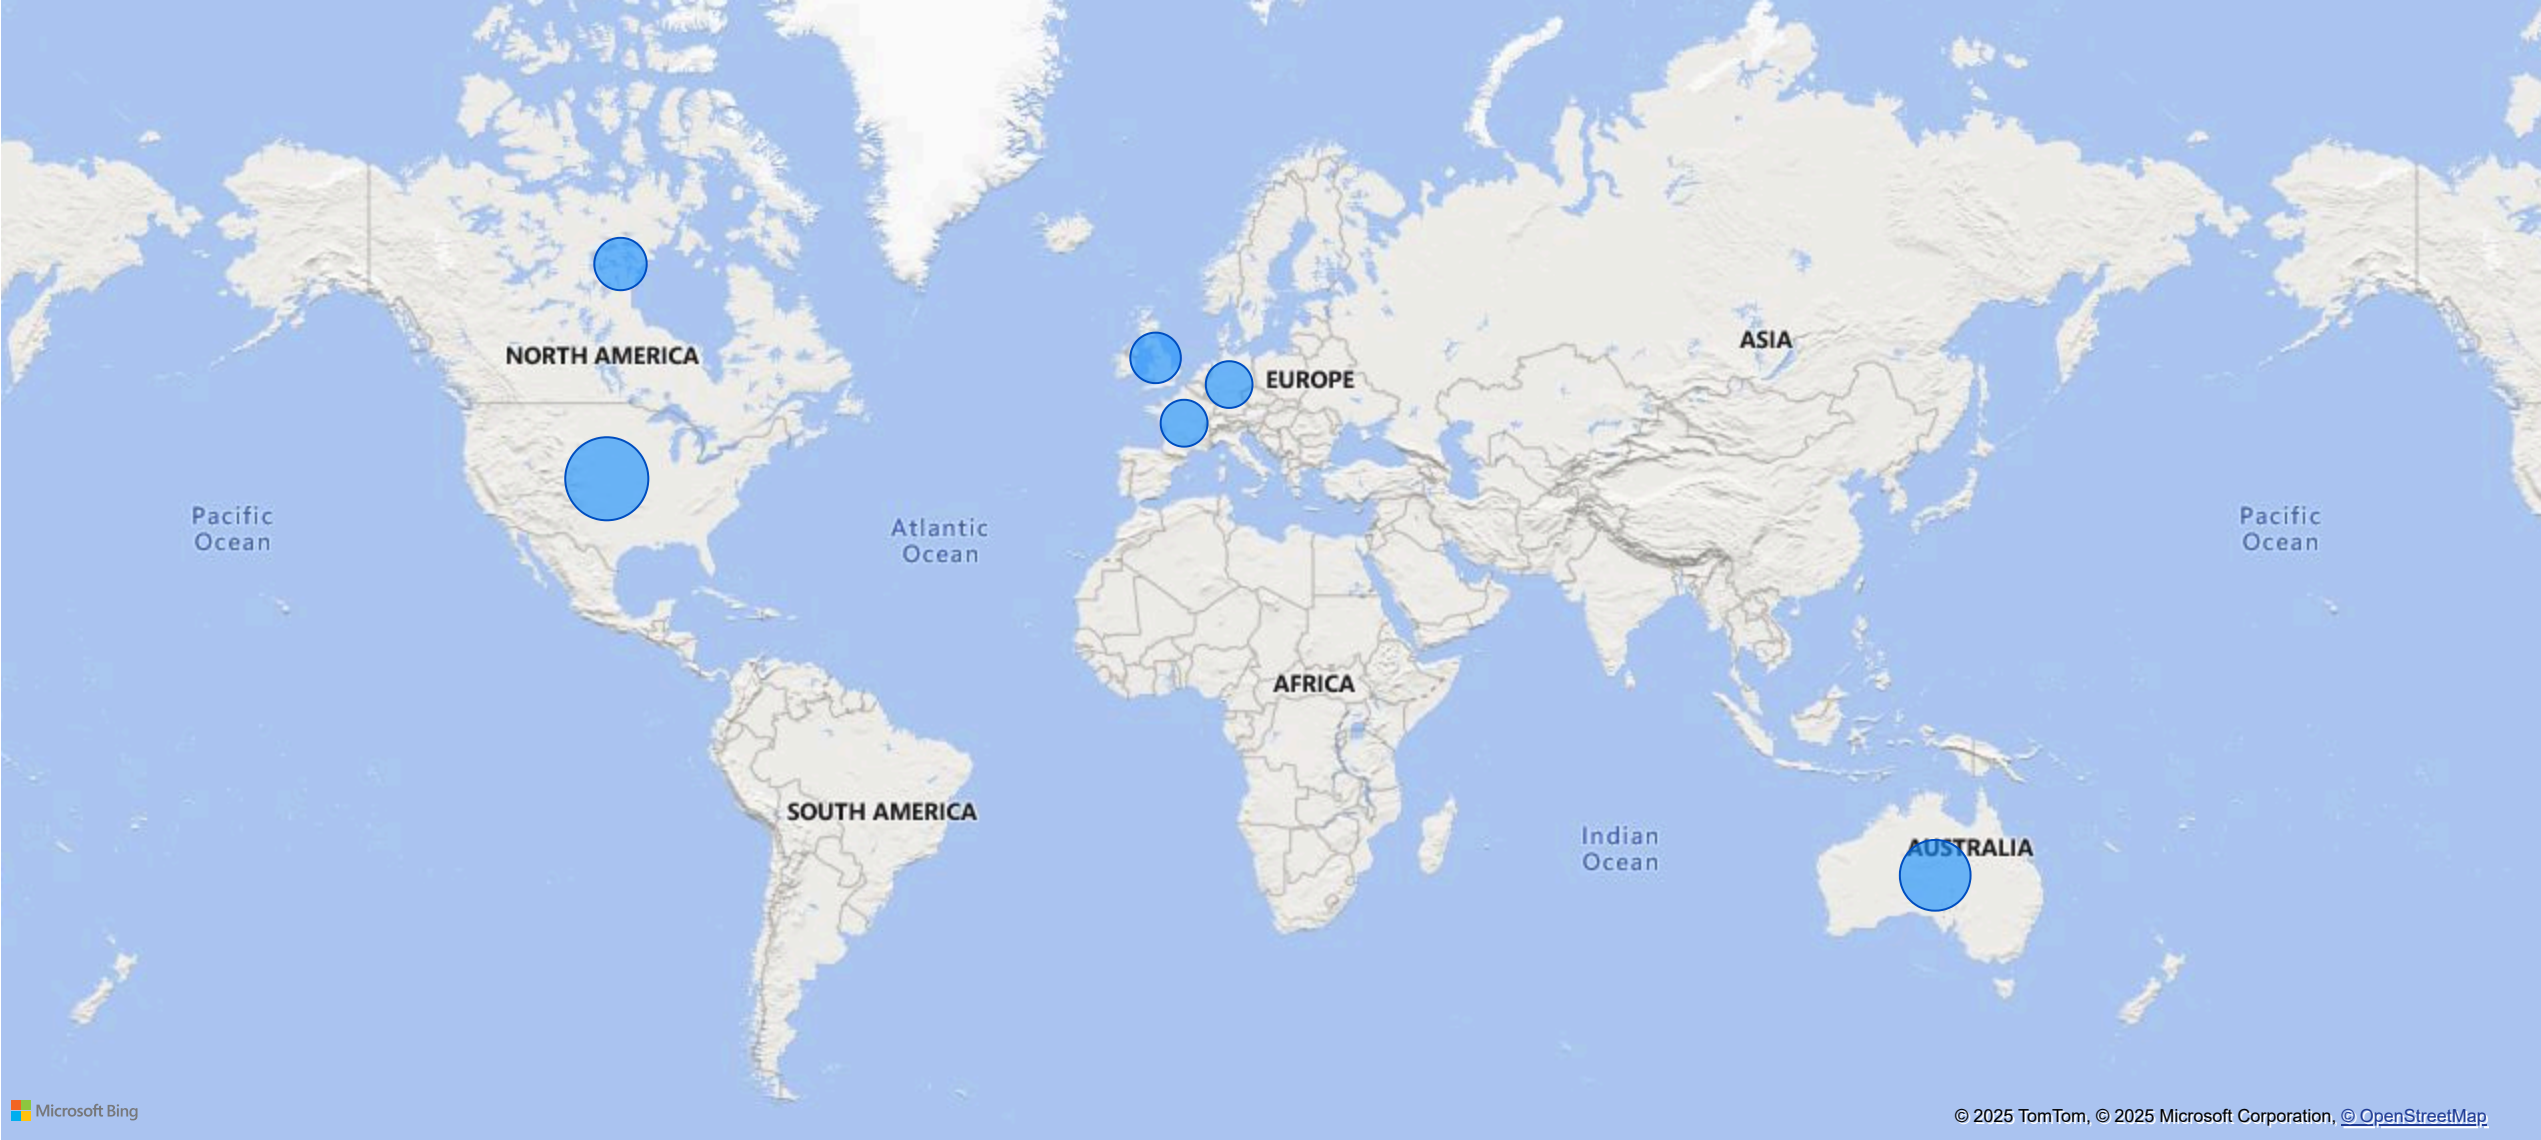 ASIA
NORTH AMERICA
EUROPE
Pacific
Ocean
Atlantic
Ocean
Pacific
Ocean
AFRICA
SOUTH AMERICA
Indian
Ocean
AUSTRALIA
Microsoft Bing
© 2025 TomTom, © 2025 Microsoft Corporation, © OpenStreetMap